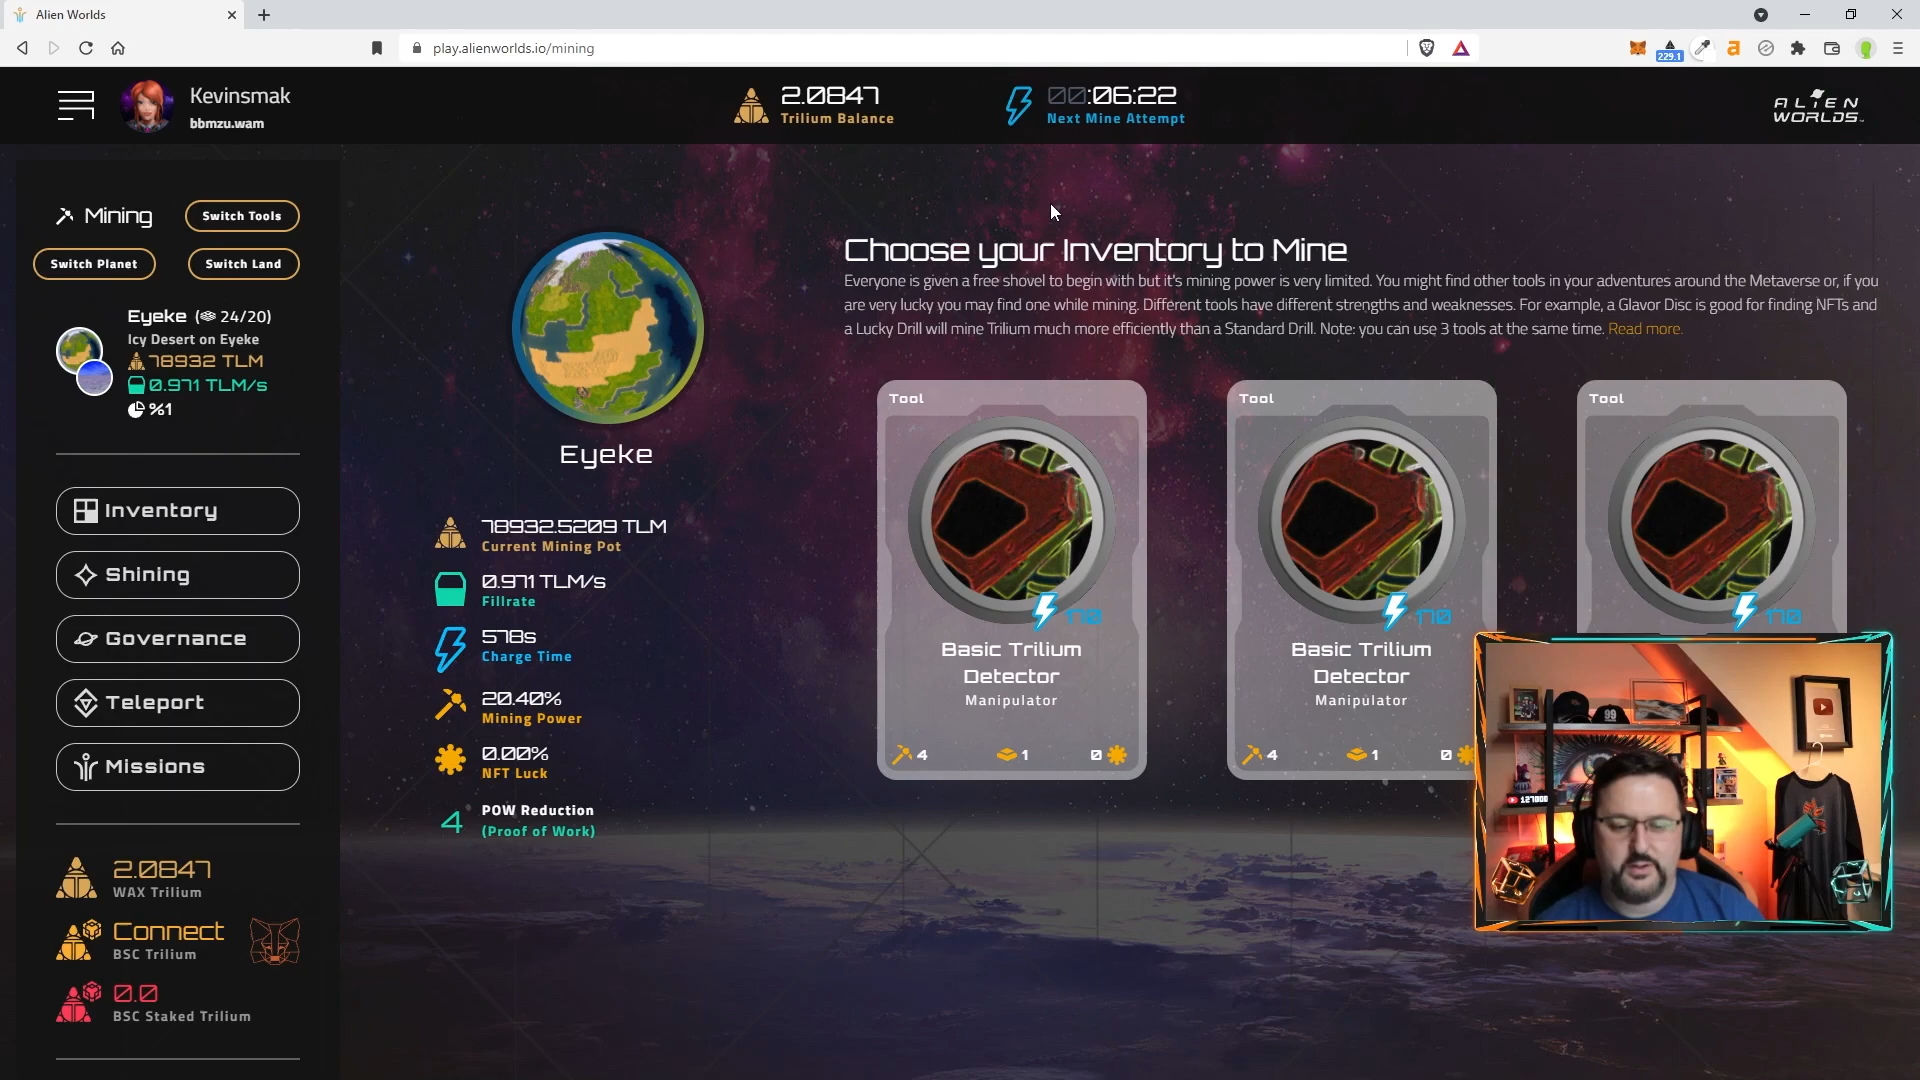 Alien Worlds
play.alienworlds.io/mining
229.1
Kevinsmak
bbmzu.wam
2.0847
Trilium Balance
00:06:22
Next Mine Attempt
ALIEN
WORLDS
Mining
Switch Tools
Switch Planet
Switch Land
Eyeke (24/20)
Icy Desert on Eyeke
78932 TLM
0.971 TLM/s
%1
Inventory
Shining
Governance
Teleport
Missions
2.0847
WAX Trilium
Connect
BSC Trilium
0.0
BSC Staked Trilium
Eyeke
78932.5209 TLM
Current Mining Pot
0.971 TLM/s
Fillrate
578s
Charge Time
20.40%
Mining Power
0.00%
NFT Luck
4
POW Reduction
(Proof of Work)
Choose your Inventory to Mine
Everyone is given a free shovel to begin with but it's mining power is very limited. You might find other tools in your adventures around the Metaverse or, if you
are very lucky you may find one while mining. Different tools have different strengths and weaknesses. For example, a Glavor Disc is good for finding NFTs and
a Lucky Drill will mine Trilium much more efficiently than a Standard Drill. Note: you can use 3 tools at the same time. Read more.
Tool
170
Basic Trilium
Detector
Manipulator
4 1 0
Tool
170
Basic Trilium
Detector
Manipulator
4 1 0
Tool
170
99